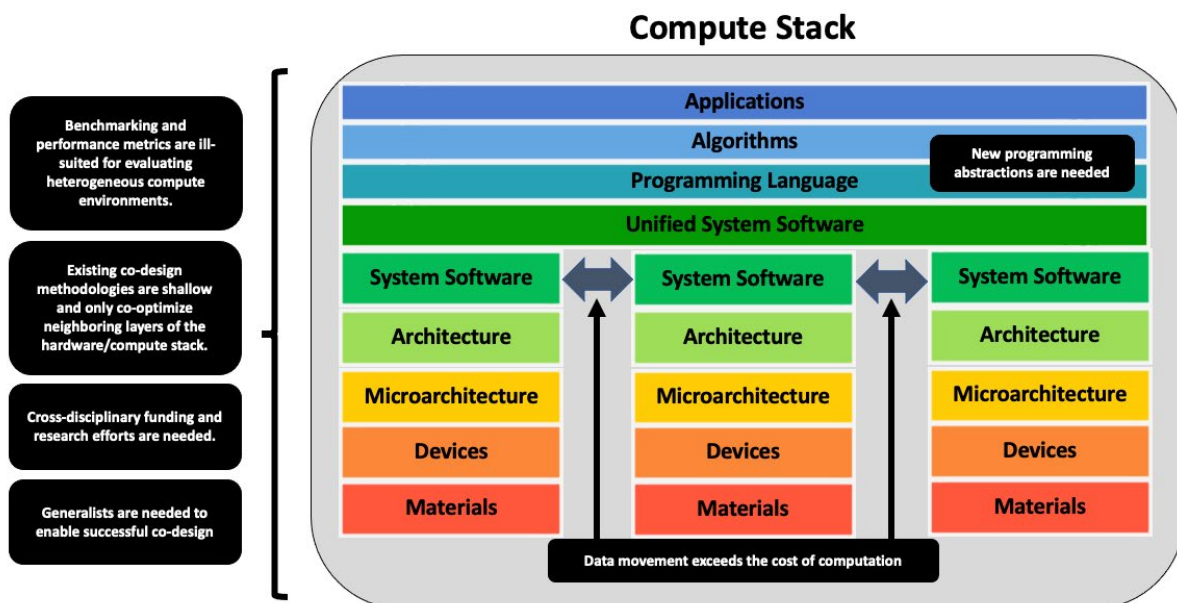 Compute Stack
Benchmarking and
performance metrics are ill-
suited for evaluating
heterogeneous compute
environments.
Existing co-design
methodologies are shallow
and only co-optimize
neighboring layers of the
hardware/compute stack.
Cross-disciplinary funding and
research efforts are needed.
Generalists are needed to
enable successful co-design
Applications
Algorithms
Programming Language
New programming
abstractions are needed
Unified System Software
System Software
Architecture
Microarchitecture
Devices
Materials
System Software
Architecture
Microarchitecture
Devices
Materials
System Software
Architecture
Microarchitecture
Devices
Materials
Data movement exceeds the cost of computation